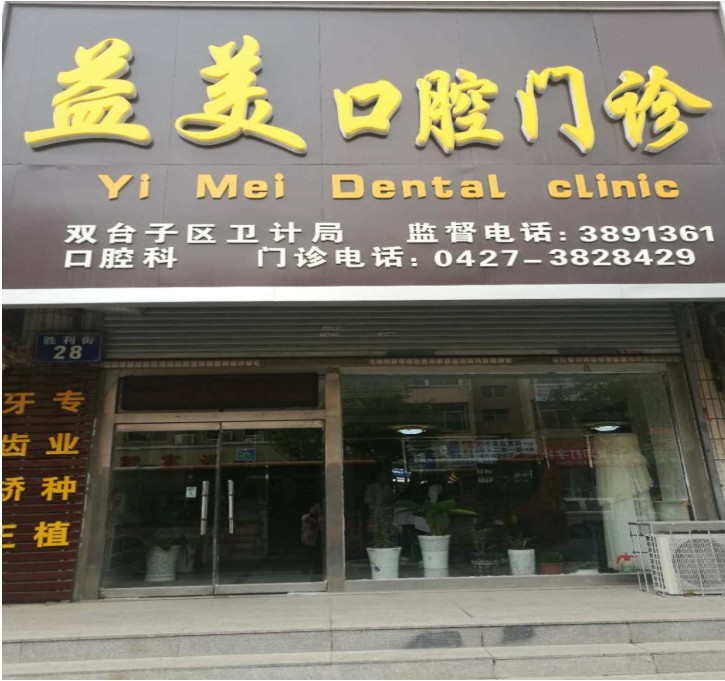 益美口腔门诊
Yi Mei Dental clinic
双台子区卫计局 监督电话：3891361
口腔科 门诊电话：0427-3828429
胜利街
28
专业种植
牙齿矫正